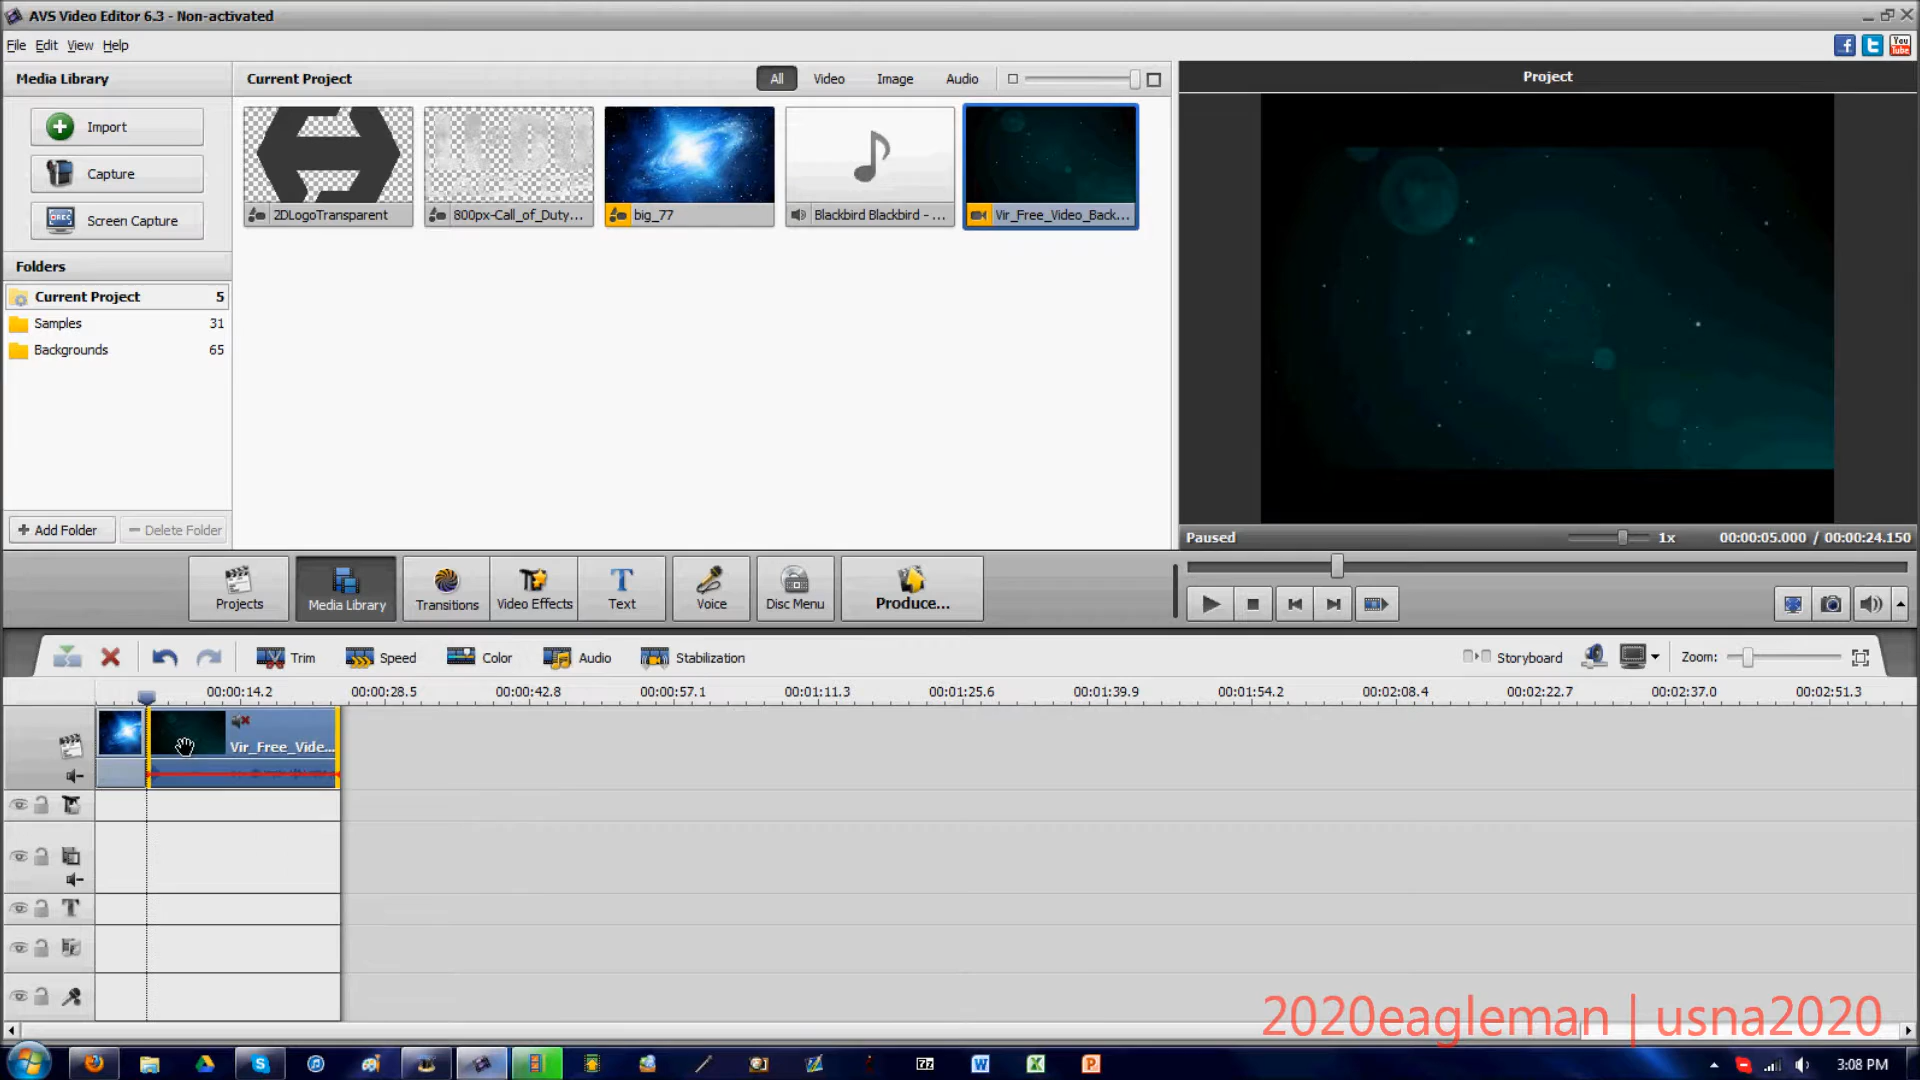 AVS Video Editor 6.3 - Non-activated
File Edit View Help
Media Library
Current Project
All Video Image Audio
Project
Import
Capture
Screen Capture
2DLogoTransparent
800px-Call_of_Duty...
big_77
Blackbird Blackbird - ...
Vir_Free_Video_Back...
Folders
Current Project 5
Samples 31
Backgrounds 65
Add Folder
Delete Folder
Paused
1x
00:00:05.000 / 00:00:24.150
Projects
Media Library
Transitions
Video Effects
Text
Voice
Disc Menu
Produce...
Trim
Speed
Color
Audio
Stabilization
Storyboard
Zoom:
00:00:14.2 00:00:28.5 00:00:42.8 00:00:57.1 00:01:11.3 00:01:25.6 00:01:39.9 00:01:54.2 00:02:08.4 00:02:22.7 00:02:37.0 00:02:51.3
Vir_Free_Vide...
2020eagleman | usna2020
3:08 PM